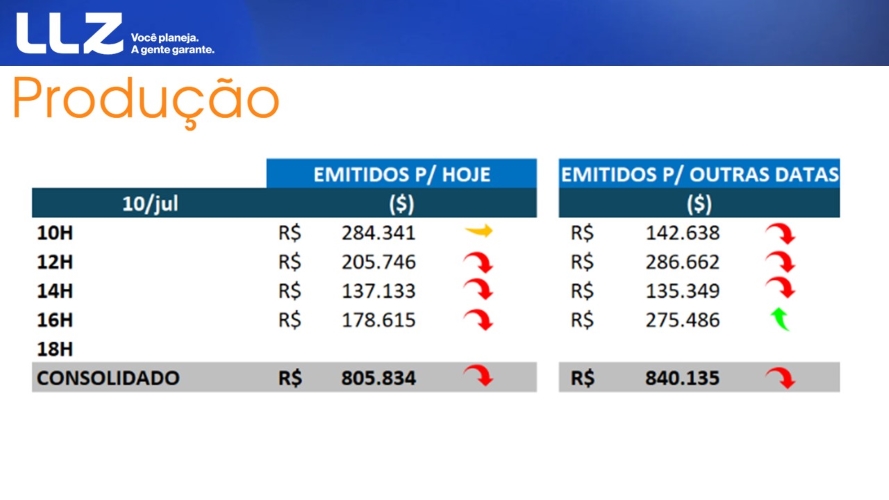 LLZ Você planeja.
A gente garante.
Produção
EMITIDOS P/ HOJE EMITIDOS P/ OUTRAS DATAS
10/jul ($) ($)
10H R$ 284.341 R$ 142.638
12H R$ 205.746 R$ 286.662
14H R$ 137.133 R$ 135.349
16H R$ 178.615 R$ 275.486
18H
CONSOLIDADO R$ 805.834 R$ 840.135